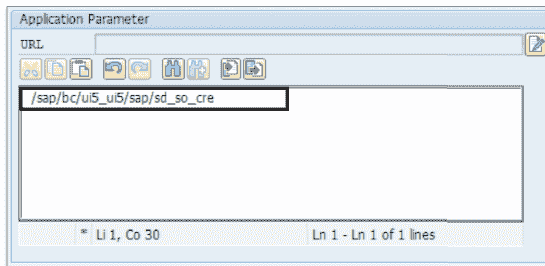 Application Parameter
URL
/sap/bc/ui5_ui5/sap/sd_so_cre
* Li 1, Co 30 Ln 1 - Ln 1 of 1 lines